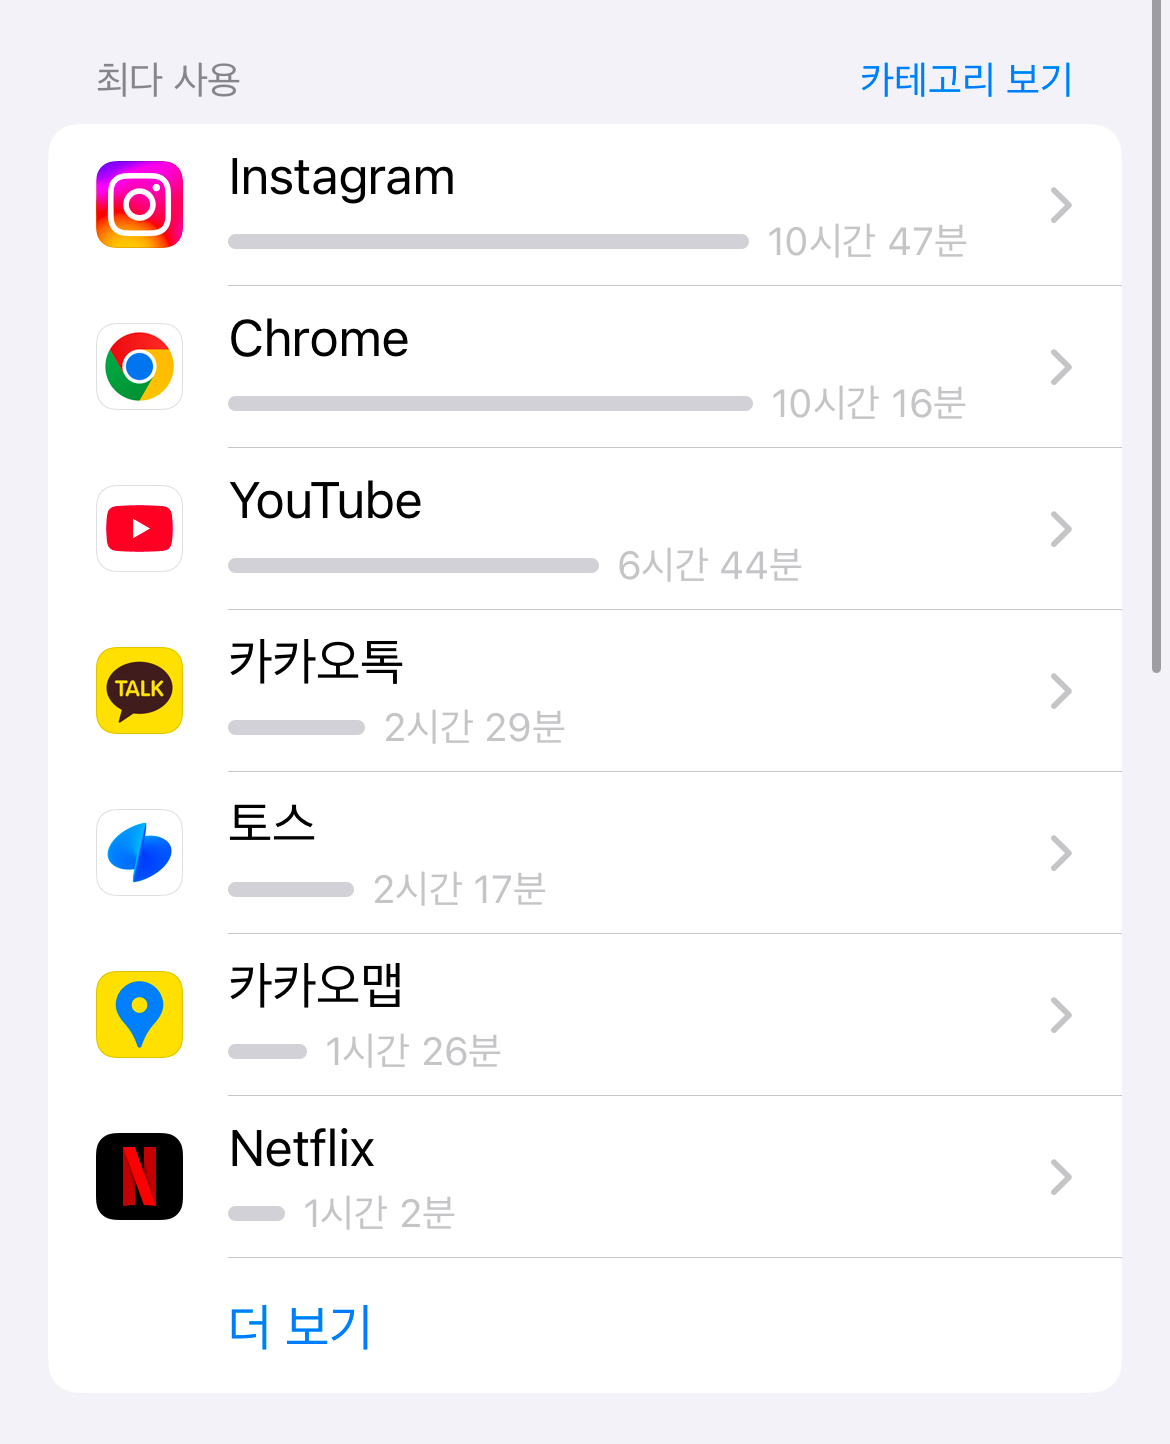 최다 사용 카테고리 보기
Instagram
10시간 47분
Chrome
10시간 16분
YouTube
6시간 44분
TALK
카카오톡
2시간 29분
토스
2시간 17분
카카오맵
1시간 26분
Netflix
1시간 2분
더 보기